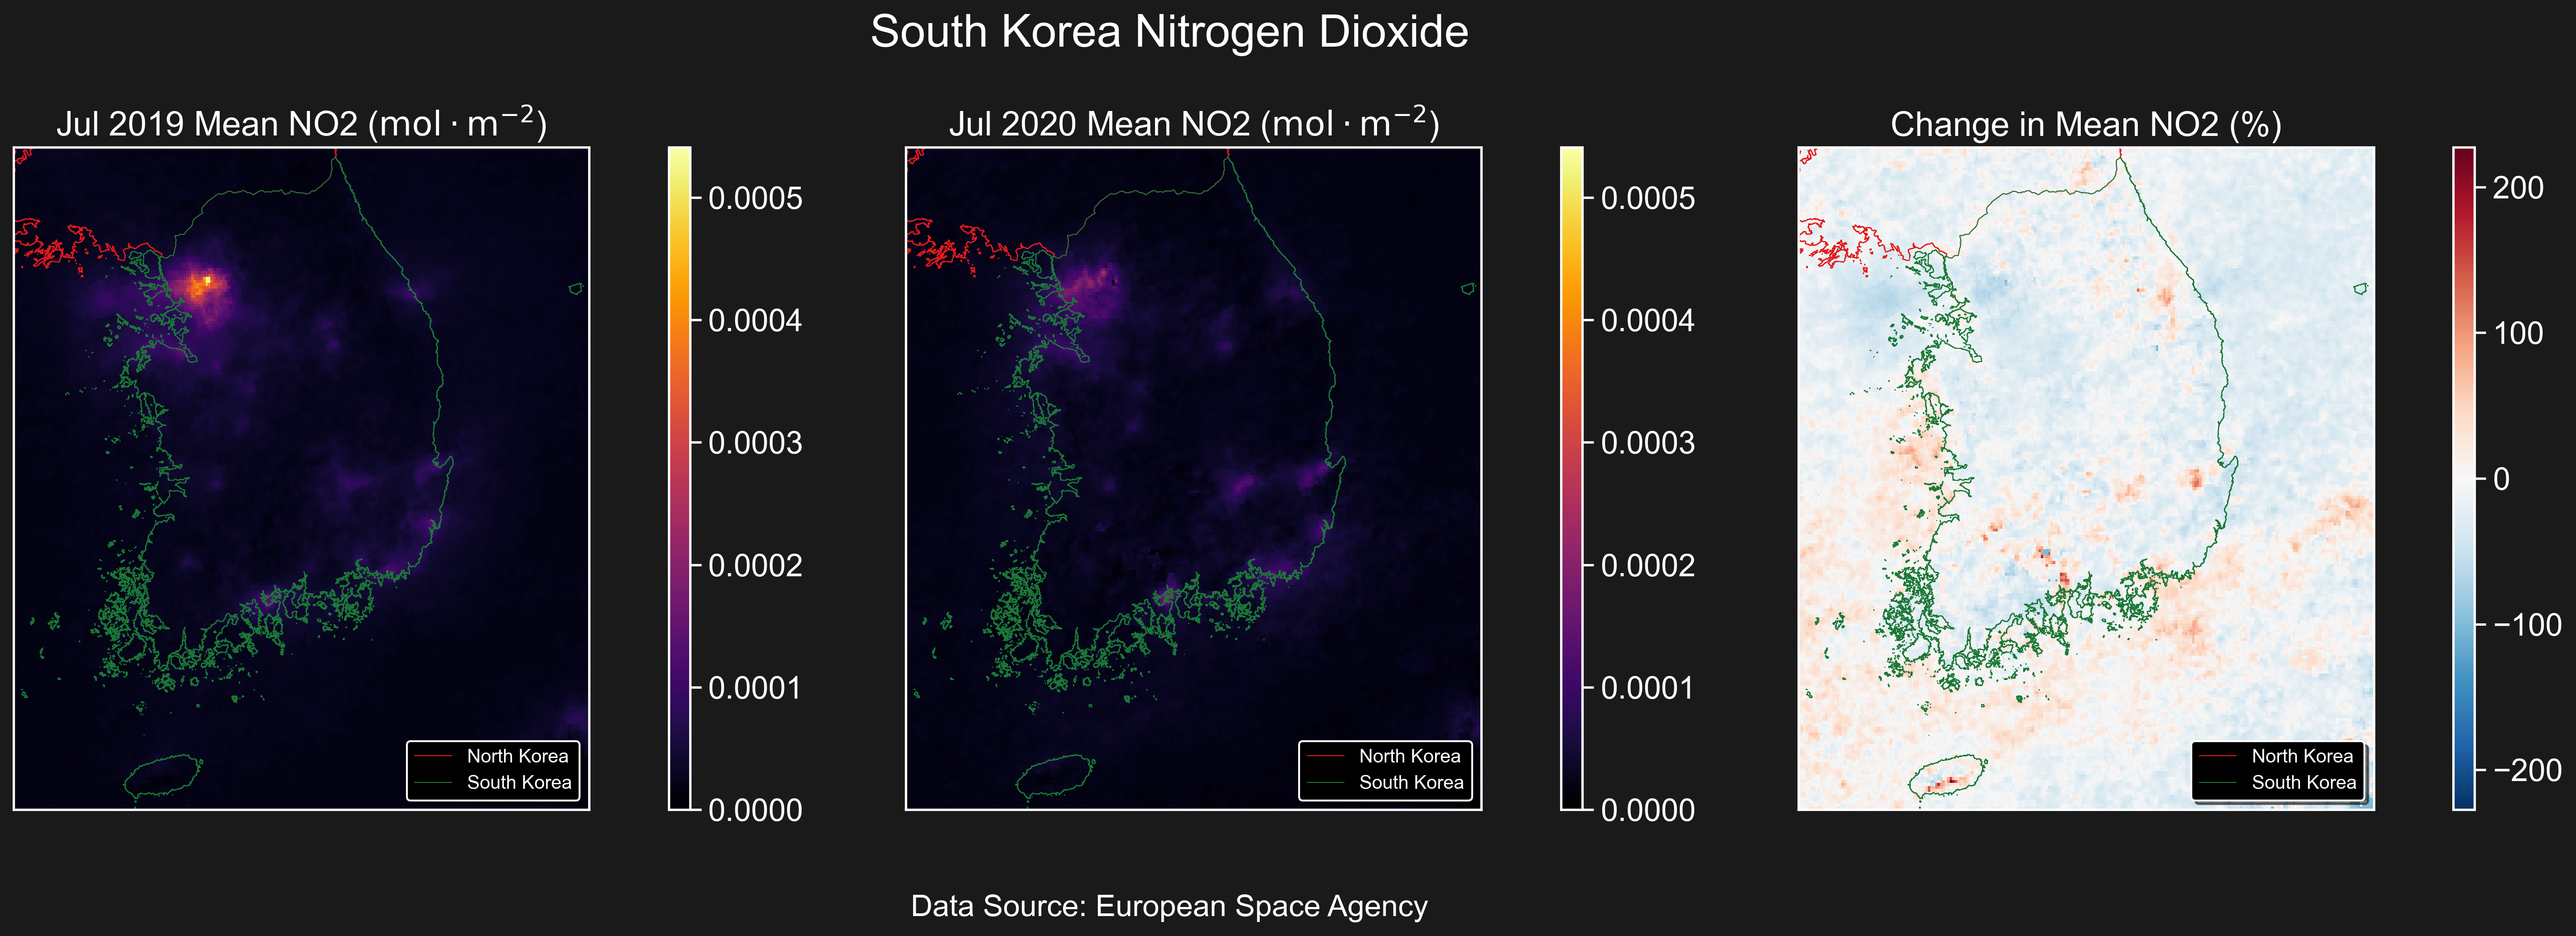 South Korea Nitrogen Dioxide
Jul 2019 Mean NO2 (mol · m⁻²)
0.0005
0.0004
0.0003
0.0002
0.0001
0.0000
North Korea
South Korea
Jul 2020 Mean NO2 (mol · m⁻²)
0.0005
0.0004
0.0003
0.0002
0.0001
0.0000
North Korea
South Korea
Change in Mean NO2 (%)
200
100
0
−100
−200
North Korea
South Korea
Data Source: European Space Agency